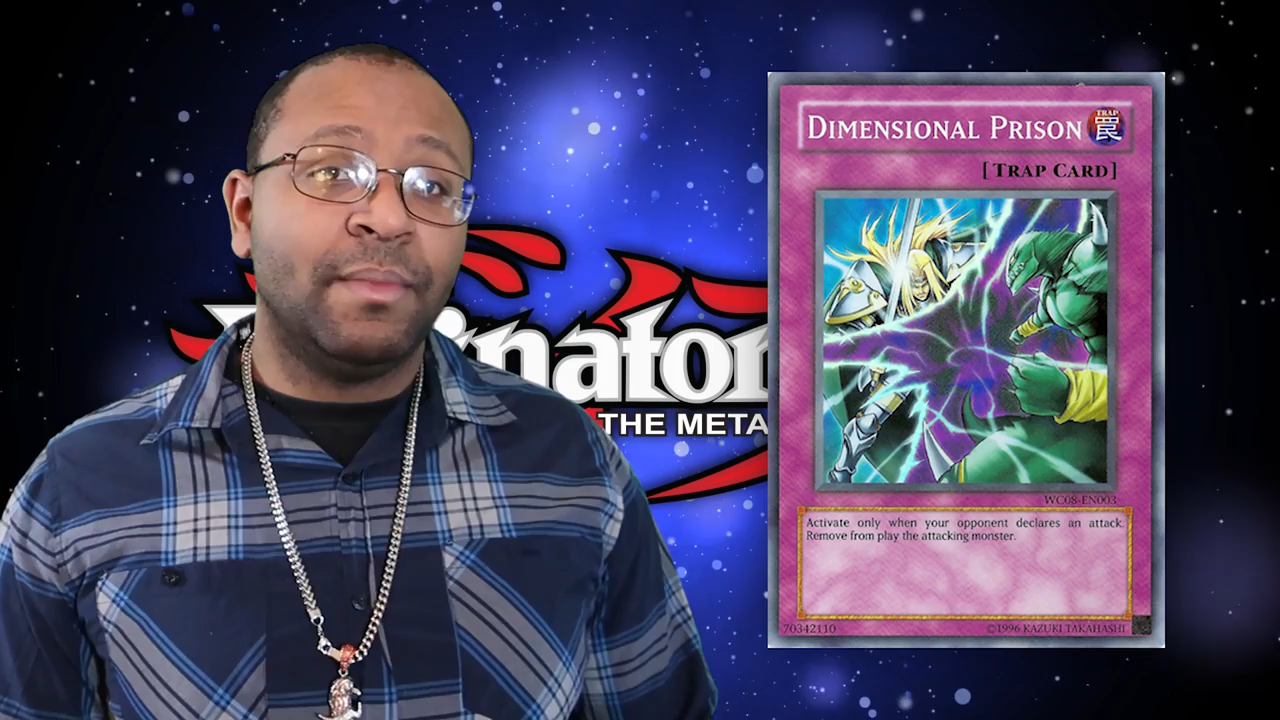 THE META
DIMENSIONAL PRISON
TRAP
罠
[TRAP CARD]
WC08-EN003
Activate only when your opponent declares an attack.
Remove from play the attacking monster.
70342110
©1996 KAZUKI TAKAHASHI